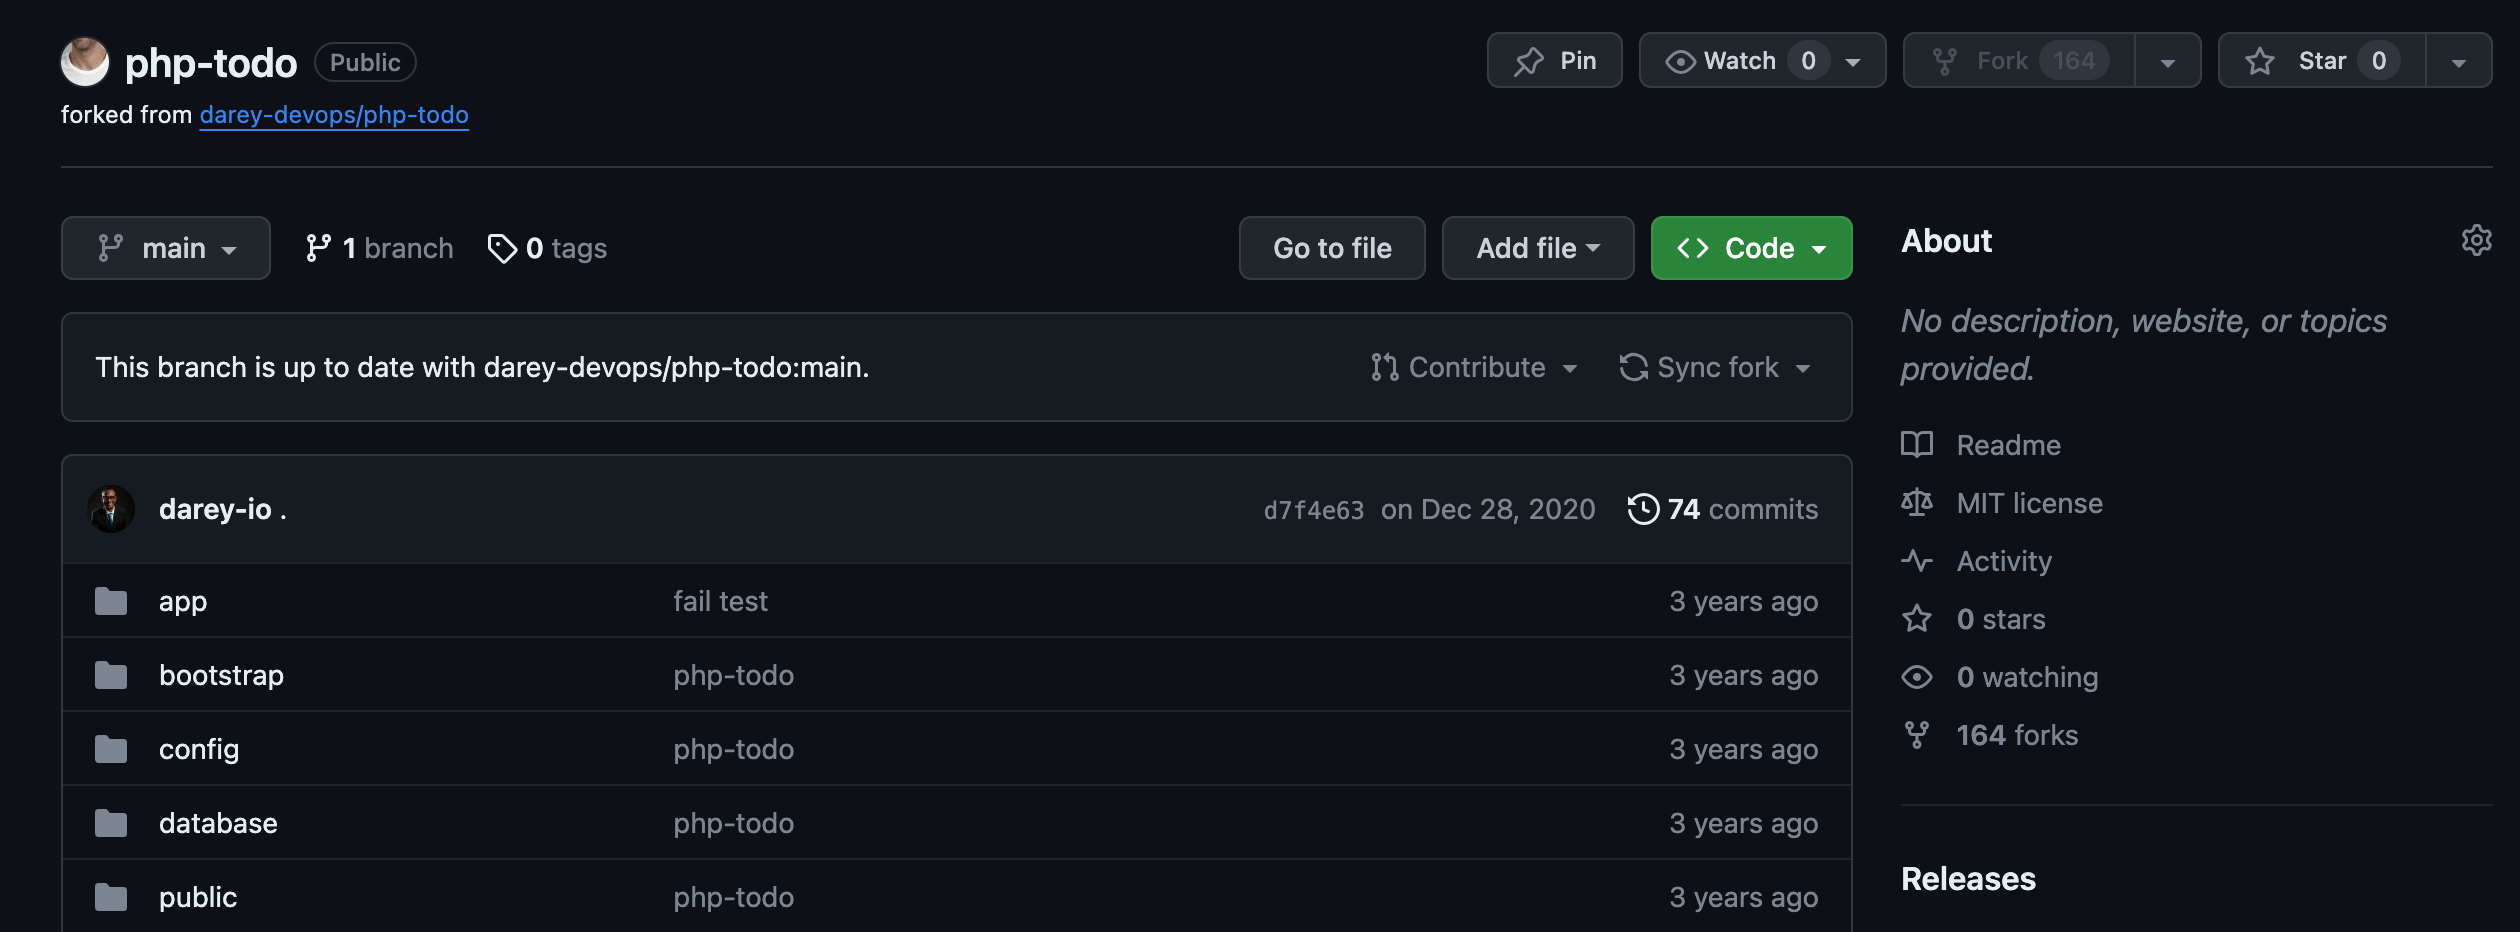 php-todo Public Pin Watch 0 Fork 164 Star 0
forked from darey-devops/php-todo
main 1 branch 0 tags Go to file Add file <> Code
This branch is up to date with darey-devops/php-todo:main. Contribute Sync fork
darey-io . d7f4e63 on Dec 28, 2020 74 commits
app fail test 3 years ago
bootstrap php-todo 3 years ago
config php-todo 3 years ago
database php-todo 3 years ago
public php-todo 3 years ago
About
No description, website, or topics
provided.
Readme
MIT license
Activity
0 stars
0 watching
164 forks
Releases